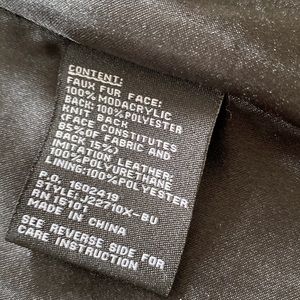 CONTENT:
FAUX FUR FACE:
100% MODACRYLIC
BACK: 100% POLYESTER
KNIT BACK
(FACE CONSTITUTES
85% OF FABRIC AND
BACK 15%)
IMITATION LEATHER:
100% POLYURETHANE
LINING: 100% POLYESTER
P.O. 1602419
STYLE: J22710X-BU
RN 15101
MADE IN CHINA
SEE REVERSE SIDE FOR
CARE INSTRUCTION